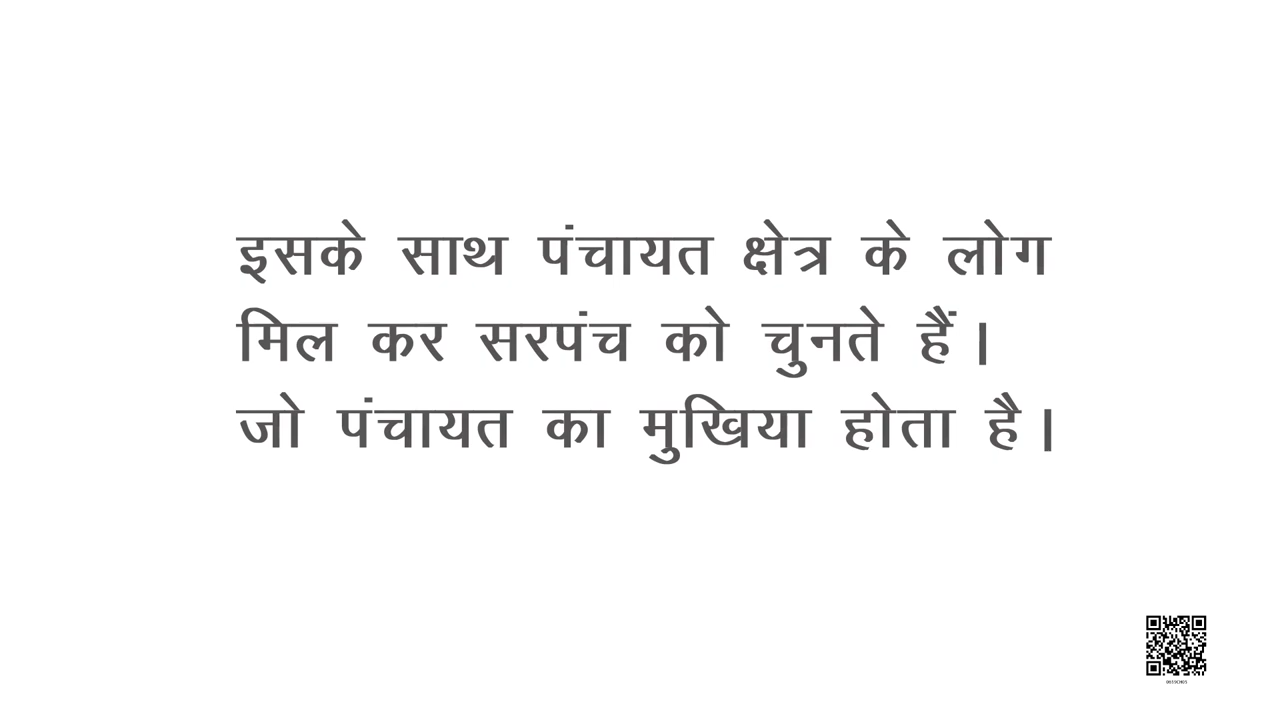 इसके साथ पंचायत क्षेत्र के लोग
मिल कर सरपंच को चुनते हैं।
जो पंचायत का मुखिया होता है।